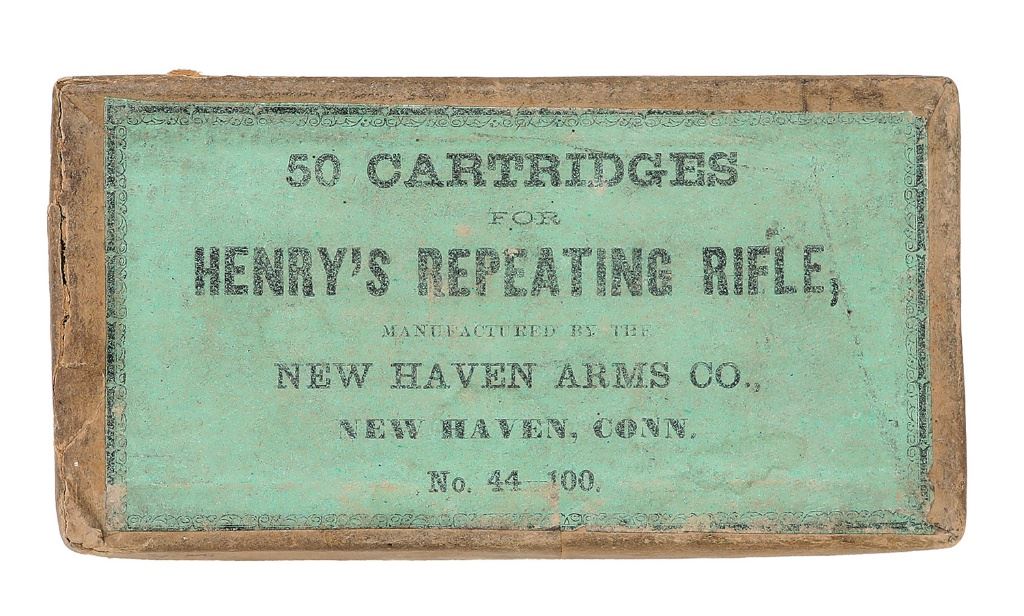 50 CARTRIDGES
FOR
HENRY'S REPEATING RIFLE,
MANUFACTURED BY THE
NEW HAVEN ARMS CO.,
NEW HAVEN, CONN.
No. 44—100.